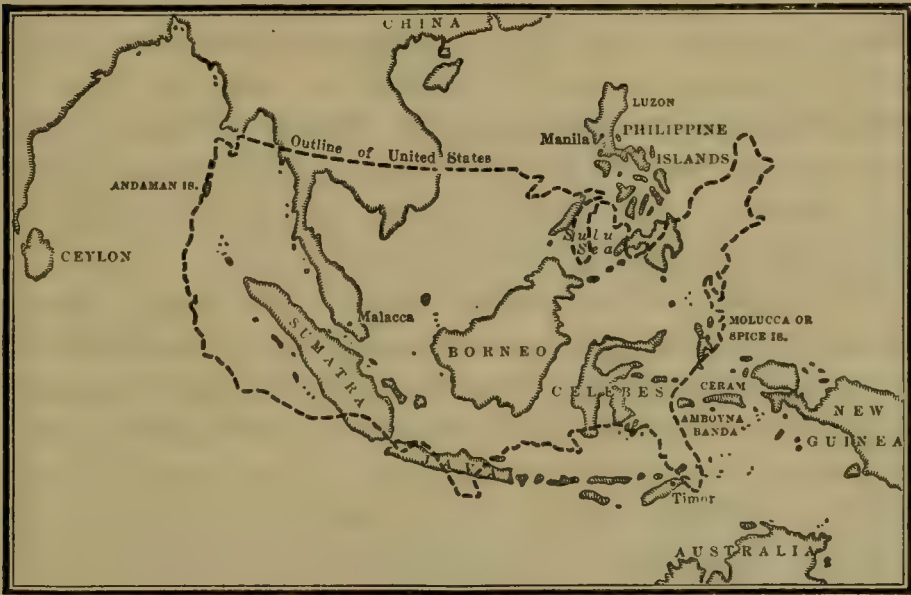 CHINA
LUZON
Manila
PHILIPPINE
ISLANDS
Outline of United States
ANDAMAN IS.
Sulu
Sea
CEYLON
Malacca
MOLUCCA OR
SPICE IS.
SUMATRA
BORNEO
CELEBES
CERAM
NEW
AMBOYNA
BANDA
GUINEA
JAVA
Timor
AUSTRALIA